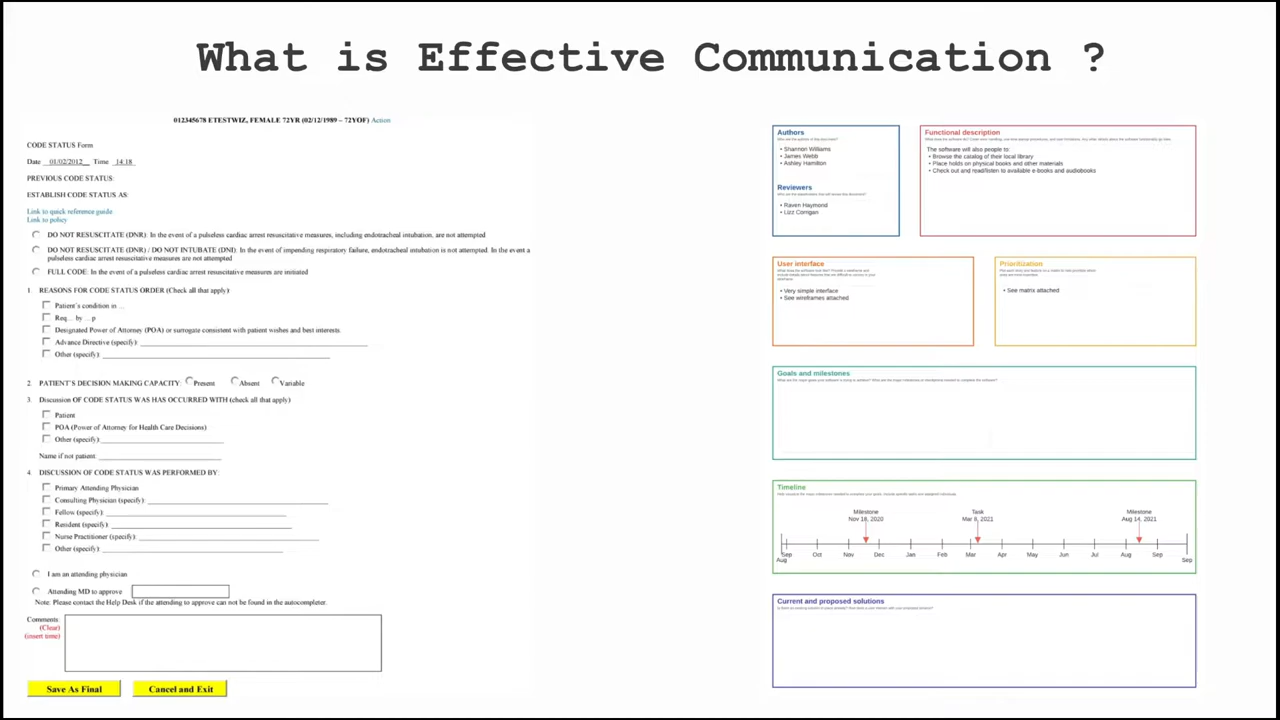 What is Effective Communication ?
012345678 ETESTWIZ, FEMALE 72YR (02/12/1989 – 72YOF) Action
CODE STATUS Form
Date 01/02/2012 Time 14:18
PREVIOUS CODE STATUS:
ESTABLISH CODE STATUS AS:
Link to quick reference guide
Link to policy
DO NOT RESUSCITATE (DNR): In the event of a pulseless cardiac arrest resuscitative measures, including endotracheal intubation, are not attempted
DO NOT RESUSCITATE (DNR) / DO NOT INTUBATE (DNI): In the event of impending respiratory failure, endotracheal intubation is not attempted. In the event a
pulseless cardiac arrest resuscitative measures are not attempted
FULL CODE: In the event of a pulseless cardiac arrest resuscitative measures are initiated
1. REASONS FOR CODE STATUS ORDER (Check all that apply):
Patient's condition in ...
Req... by ... p
Designated Power of Attorney (POA) or surrogate consistent with patient wishes and best interests.
Advance Directive (specify):
Other (specify):
2. PATIENT'S DECISION MAKING CAPACITY: Present Absent Variable
3. Discussion OF CODE STATUS WAS HAS OCCURRED WITH (check all that apply)
Patient
POA (Power of Attorney for Health Care Decisions)
Other (specify):
Name if not patient:
4. DISCUSSION OF CODE STATUS WAS PERFORMED BY:
Primary Attending Physician
Consulting Physician (specify):
Fellow (specify):
Resident (specify):
Nurse Practitioner (specify):
Other (specify):
I am an attending physician
Attending MD to approve
Note: Please contact the Help Desk if the attending to approve can not be found in the autocompleter.
Comments:
(Clear)
(insert tome)
Save As Final Cancel and Exit
Authors
Who are the authors of this document?
• Shannon Williams
• James Webb
• Ashley Hamilton
Reviewers
• Raven Haymond
• Lizz Corrigan
Functional description
The software will also people to:
• Browse the catalog of their local library
• Place holds on physical books and other materials
• Check out and read/listen to available e-books and audiobooks
User interface
• Very simple interface
• See wireframes attached
Prioritization
• See matrix attached
Goals and milestones
Timeline
Milestone
Nov 18, 2020
Task
Mar 8, 2021
Milestone
Aug 14, 2021
Sep Oct Nov Dec Jan Feb Mar Apr May Jun Jul Aug Sep
Aug Sep
Current and proposed solutions